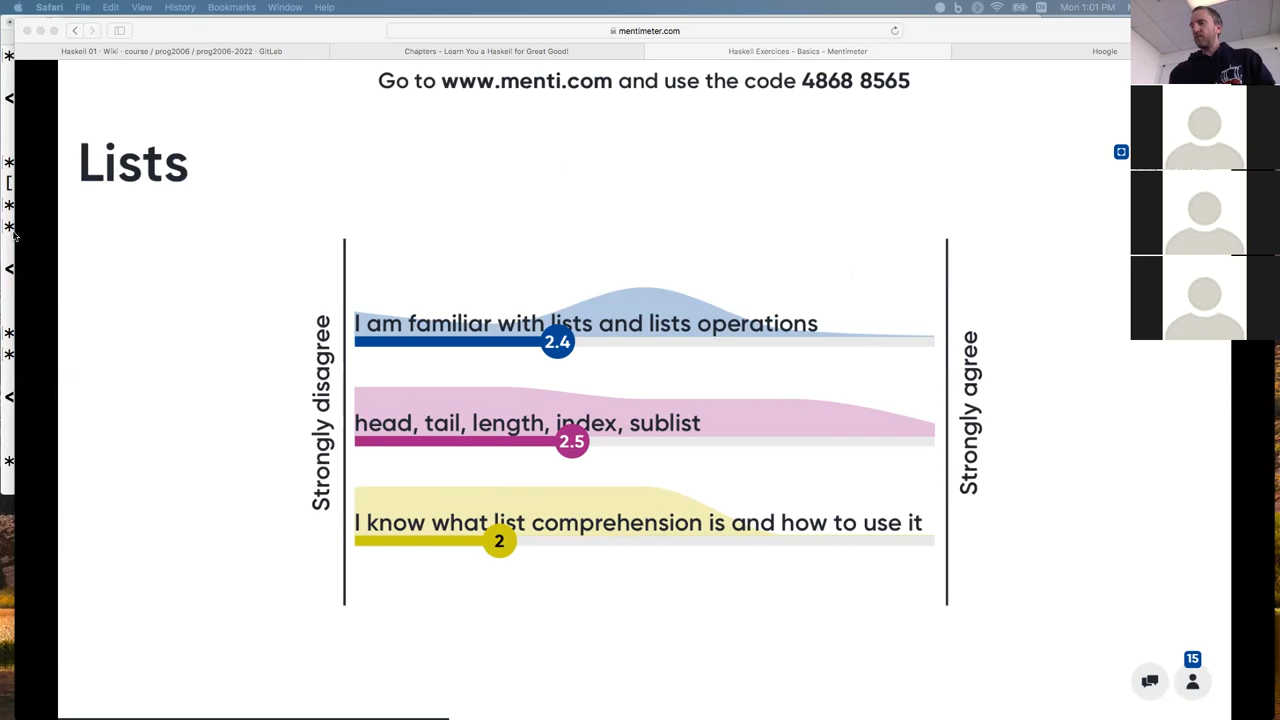 Safari File Edit View History Bookmarks Window Help
Mon 1:01 PM
mentimeter.com
Haskell 01 · Wiki · course / prog2006 / prog2006-2022 · GitLab
Chapters - Learn You a Haskell for Great Good!
Haskell Exercices - Basics - Mentimeter
Hoogle
Go to www.menti.com and use the code 4868 8565
Lists
Strongly disagree
I am familiar with lists and lists operations
2.4
head, tail, length, index, sublist
2.5
I know what list comprehension is and how to use it
2
Strongly agree
15